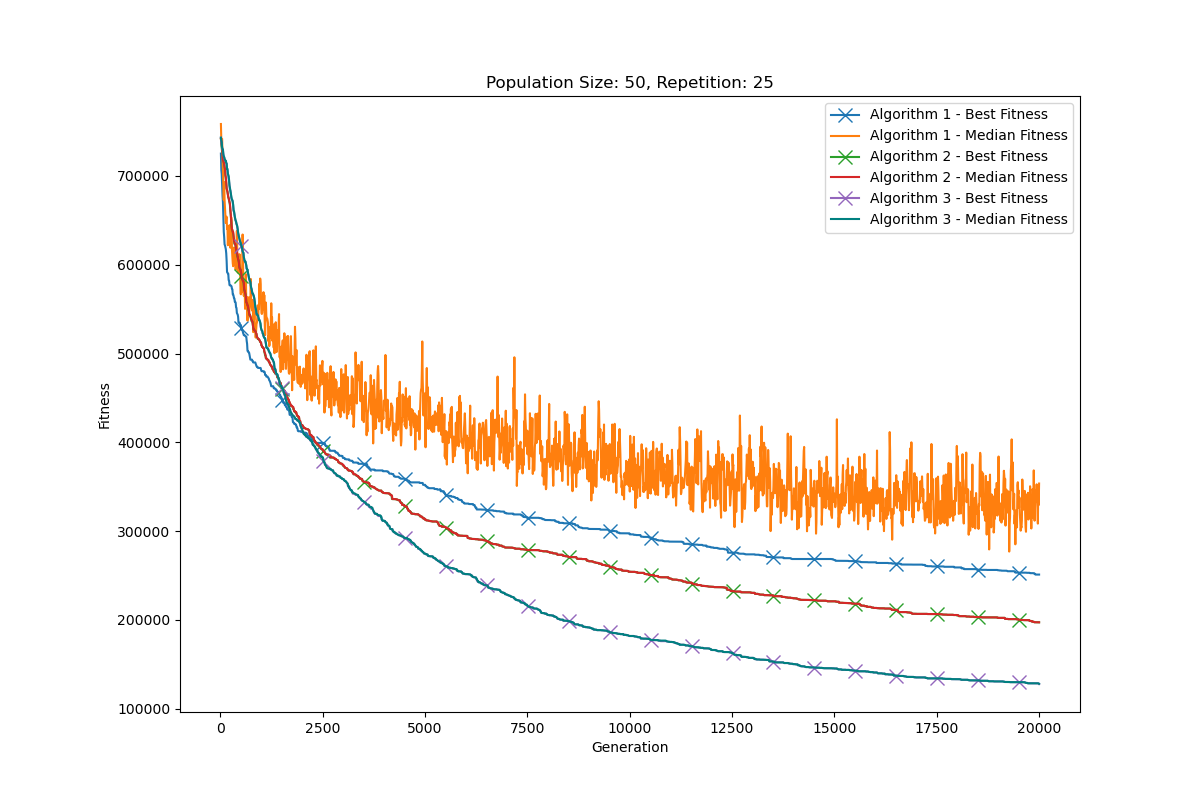 Population Size: 50, Repetition: 25
Algorithm 1 - Best Fitness
Algorithm 1 - Median Fitness
Algorithm 2 - Best Fitness
Algorithm 2 - Median Fitness
Algorithm 3 - Best Fitness
Algorithm 3 - Median Fitness
700000
600000
500000
400000
300000
200000
100000
Fitness
0 2500 5000 7500 10000 12500 15000 17500 20000
Generation